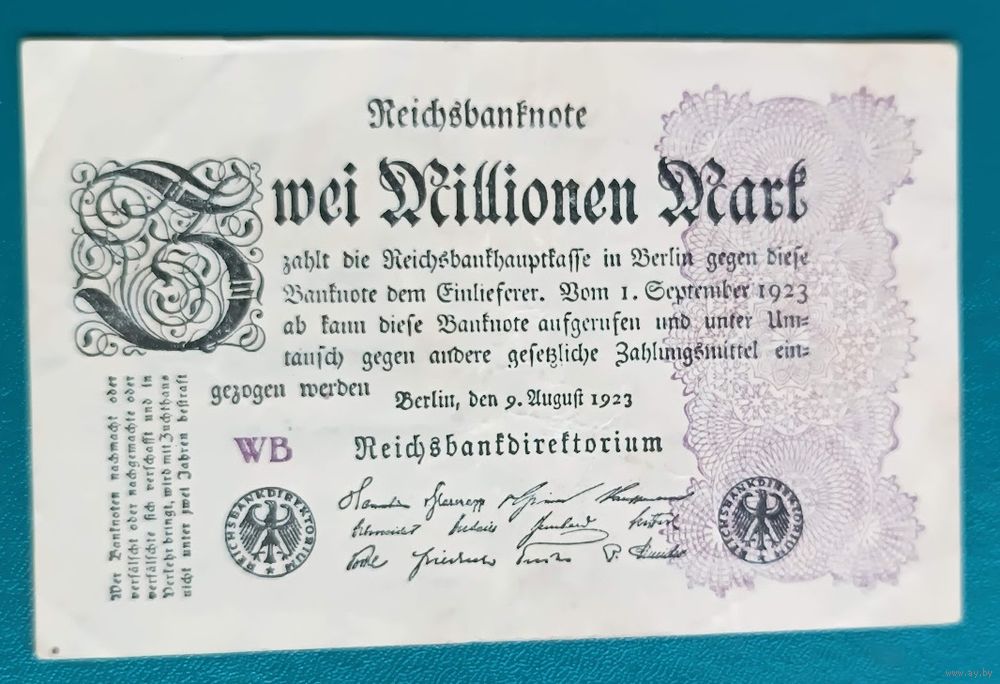 Reichsbanknote
Zwei Millionen Mark
zahlt die Reichsbankhauptkasse in Berlin gegen diese
Banknote dem Einlieferer. Vom 1. September 1923
ab kann diese Banknote aufgerufen und unter Um=
tausch gegen andere gesetzliche Zahlungsmittel ein=
gezogen werden
Berlin, den 9. August 1923
WB
Reichsbankdirektorium
REICHSBANKDIREKTORIUM
REICHSBANKDIREKTORIUM
Wer Banknoten nachmacht oder
verfälscht oder nachgemachte oder
verfälschte sich verschafft und in
Verkehr bringt, wird mit Zuchthaus
nicht unter zwei Jahren bestraft
www.ay.by